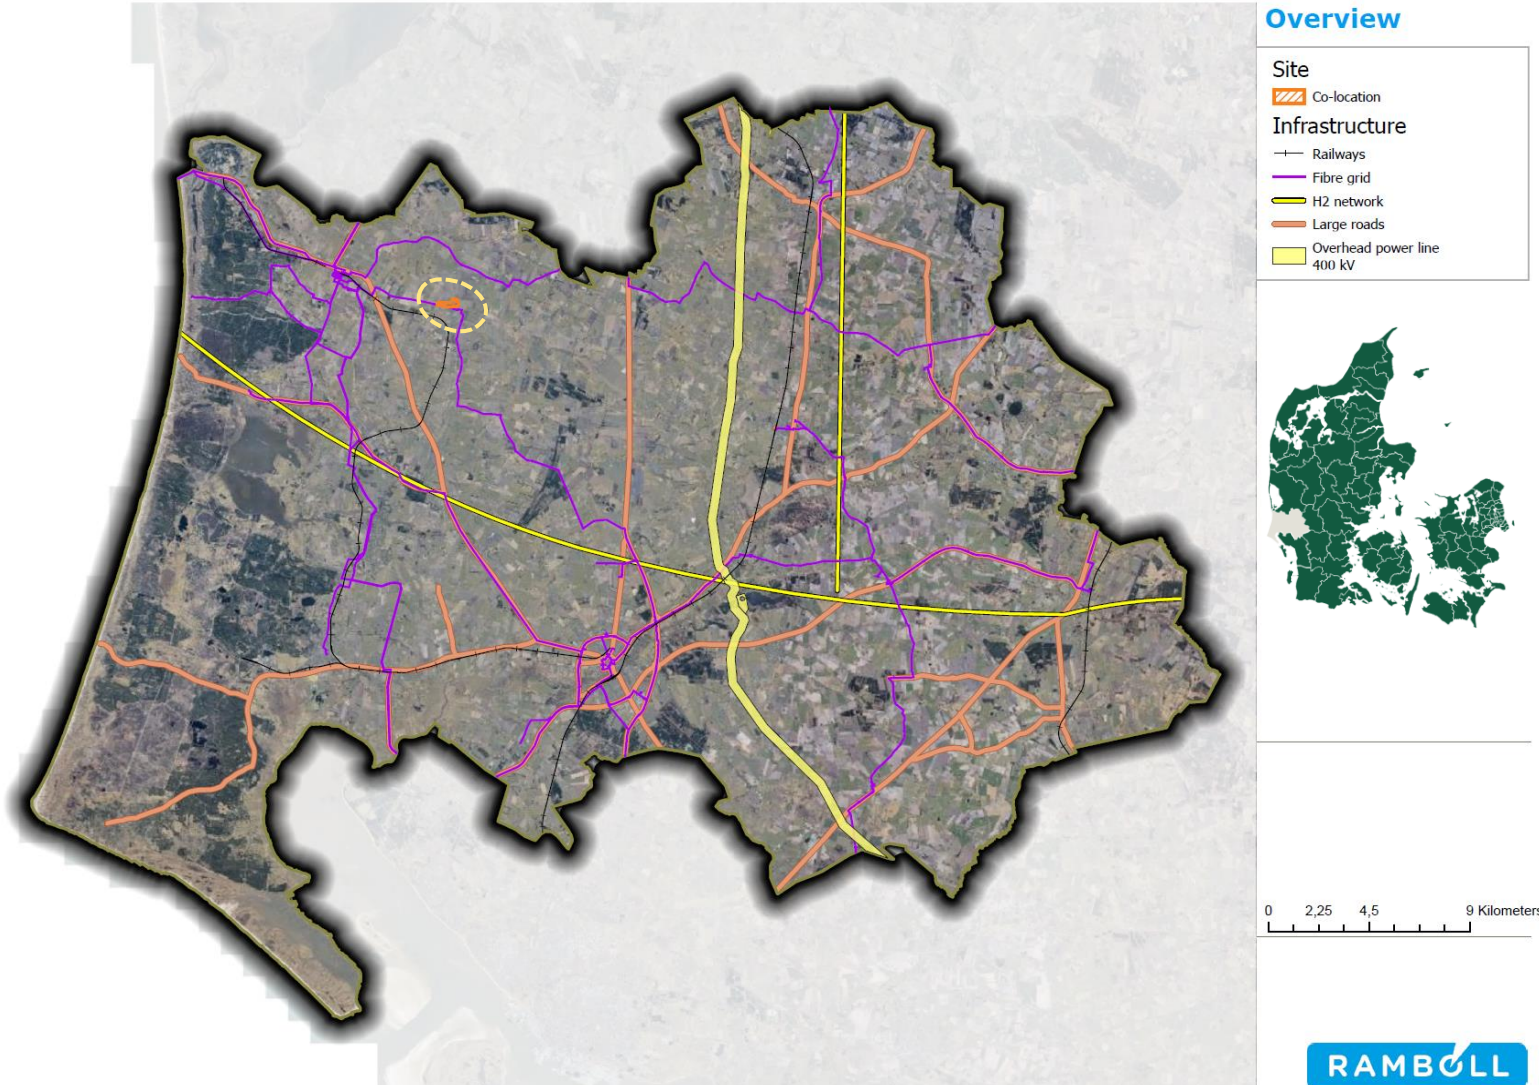 Overview
Site
Co-location
Infrastructure
Railways
Fibre grid
H2 network
Large roads
Overhead power line
400 kV
0 2,25 4,5 9 Kilometers
RAMBOLL